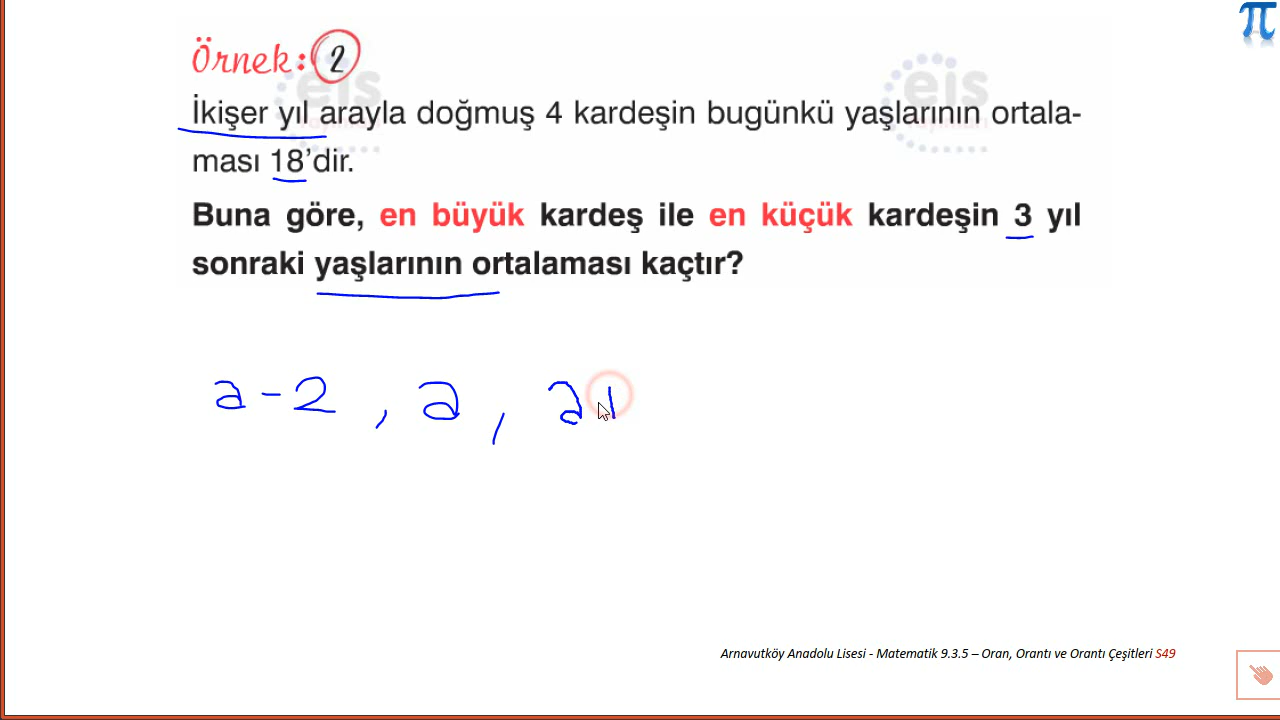 π
Örnek: 2
İkişer yıl arayla doğmuş 4 kardeşin bugünkü yaşlarının ortala-
ması 18'dir.
Buna göre, en büyük kardeş ile en küçük kardeşin 3 yıl
sonraki yaşlarının ortalaması kaçtır?
a-2 , a , a
Arnavutköy Anadolu Lisesi - Matematik 9.3.5 – Oran, Orantı ve Orantı Çeşitleri S49